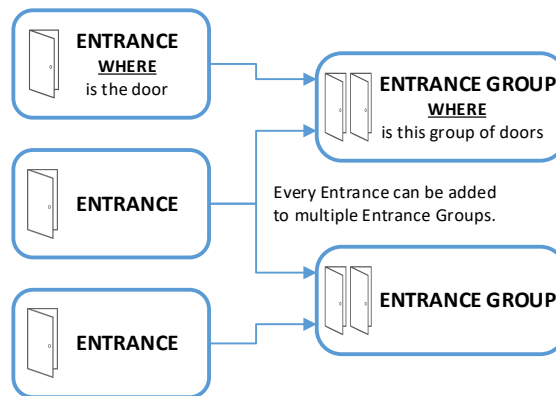 ENTRANCE
WHERE
is the door
ENTRANCE GROUP
WHERE
is this group of doors
ENTRANCE
Every Entrance can be added
to multiple Entrance Groups.
ENTRANCE GROUP
ENTRANCE